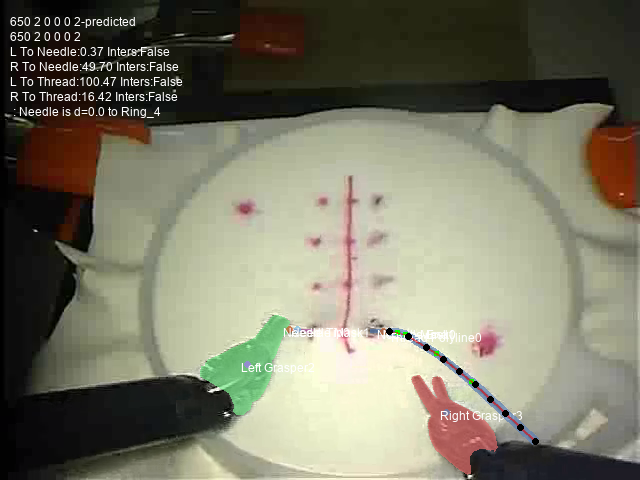 650 2 0 0 0 2-predicted
650 2 0 0 0 2
L To Needle:0.37 Inters:False
R To Needle:49.70 Inters:False
L To Thread:100.47 Inters:False
R To Thread:16.42 Inters:False
: Needle is d=0.0 to Ring_4
Left Grasper
Right Grasper3